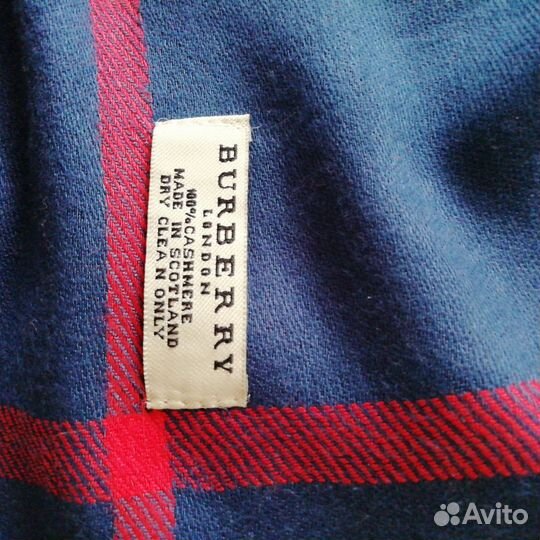 BURBERRY
LONDON
100%CASHMERE
MADE IN SCOTLAND
DRY CLEAN ONLY
Avito